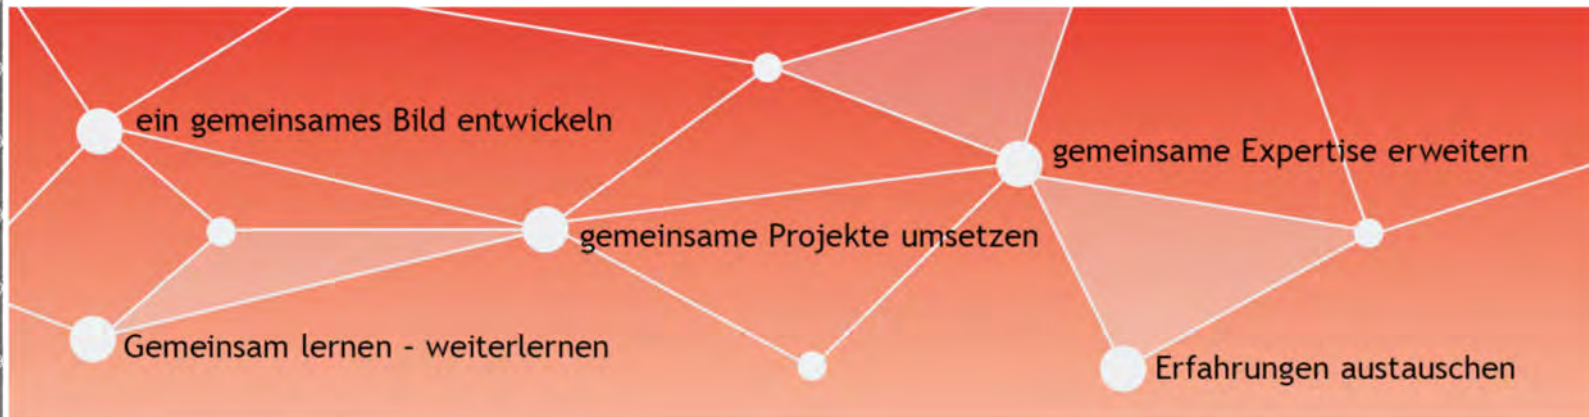 ein gemeinsames Bild entwickeln
gemeinsame Expertise erweitern
gemeinsame Projekte umsetzen
Gemeinsam lernen - weiterlernen
Erfahrungen austauschen